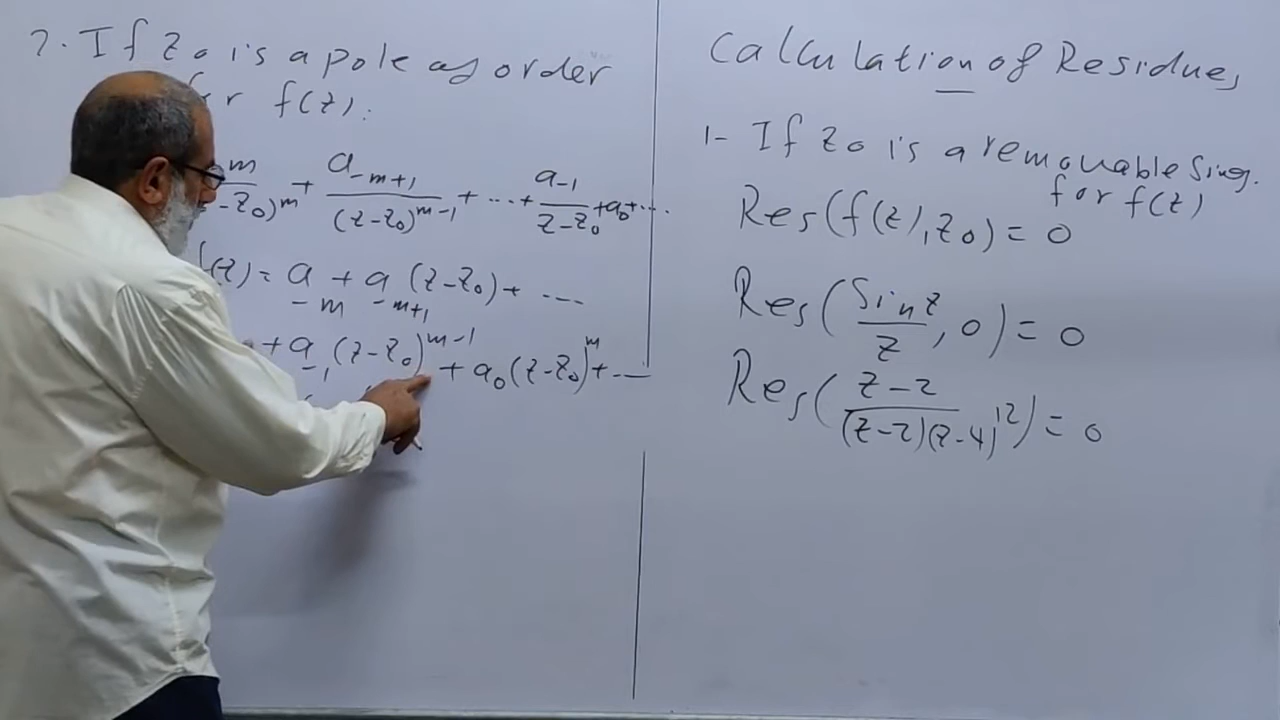 2. If z₀ is a pole of order
r f(z).
m/(-z₀)^m + a₋ₘ₊₁/(z-z₀)^(m-1) + ... + a₋₁/(z-z₀) + a₀ + ....
(z) = a₋ₘ + a₋ₘ₊₁ (z-z₀) + ---
+ a₋₁ (z-z₀)^(m-1) + a₀ (z-z₀)^m + ---
Calculation of Residues
1- If z₀ is a removable Sing.
for f(z)
Res(f(z), z₀) = 0
Res(Sin z/z, 0) = 0
Res((z-2)/((z-2)(z-4)), 2) = 0